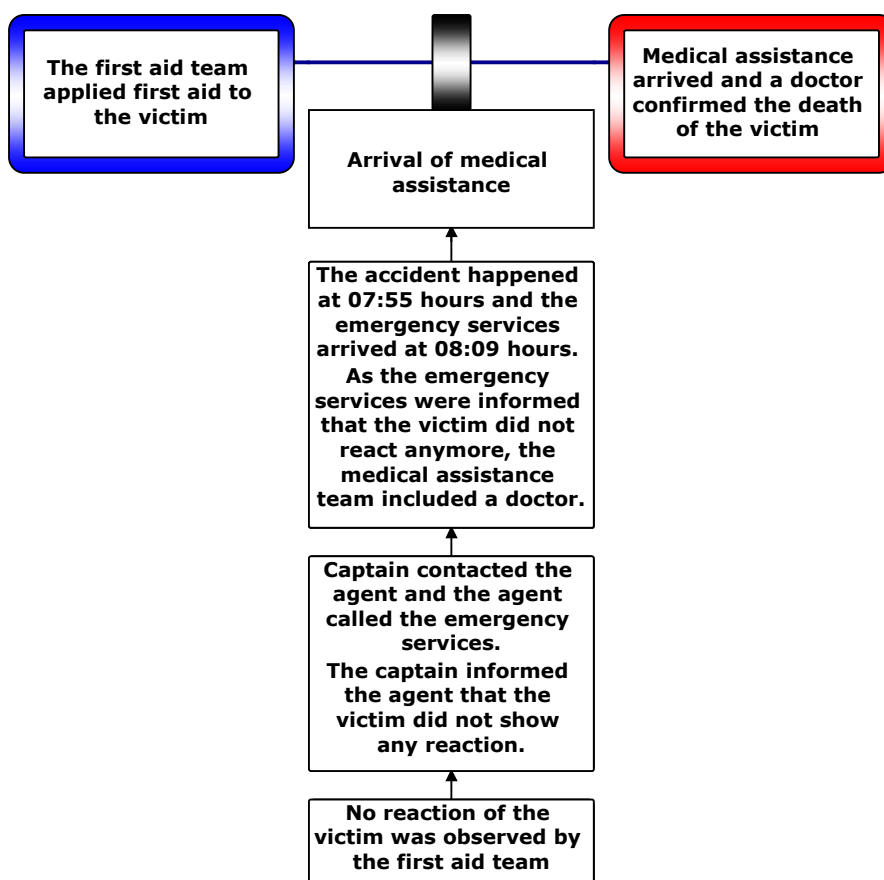 The first aid team
applied first aid to
the victim
Medical assistance
arrived and a doctor
confirmed the death
of the victim
Arrival of medical
assistance
The accident happened
at 07:55 hours and the
emergency services
arrived at 08:09 hours.
As the emergency
services were informed
that the victim did not
react anymore, the
medical assistance
team included a doctor.
Captain contacted the
agent and the agent
called the emergency
services.
The captain informed
the agent that the
victim did not show
any reaction.
No reaction of the
victim was observed by
the first aid team